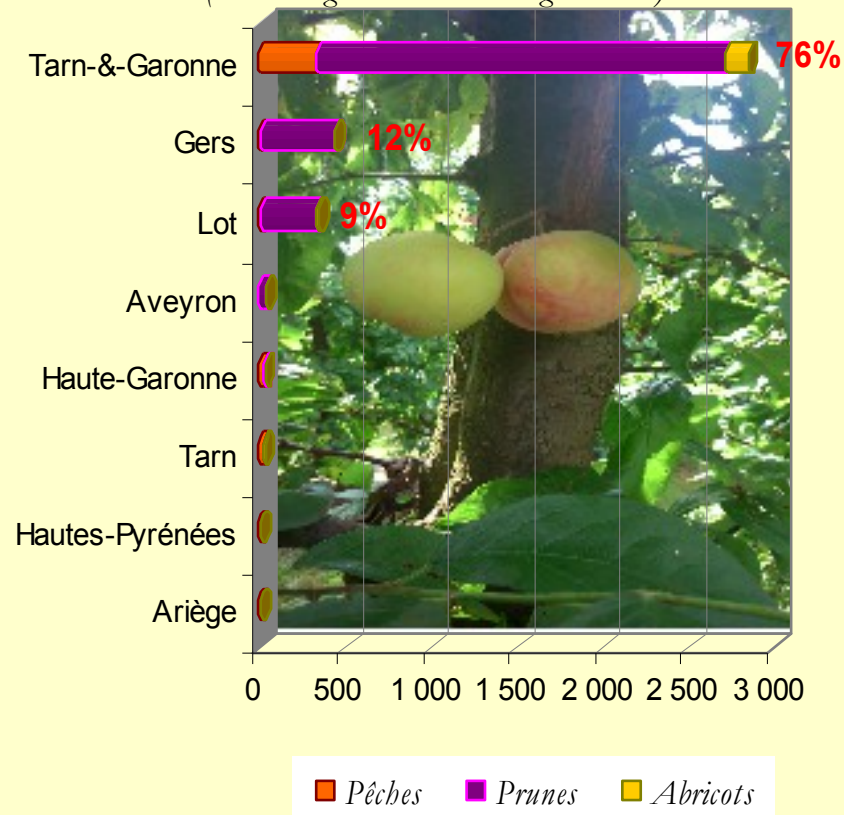 Tarn-&-Garonne 76%
Gers 12%
Lot 9%
Aveyron
Haute-Garonne
Tarn
Hautes-Pyrénées
Ariège
0 500 1 000 1 500 2 000 2 500 3 000
Pêches Prunes Abricots